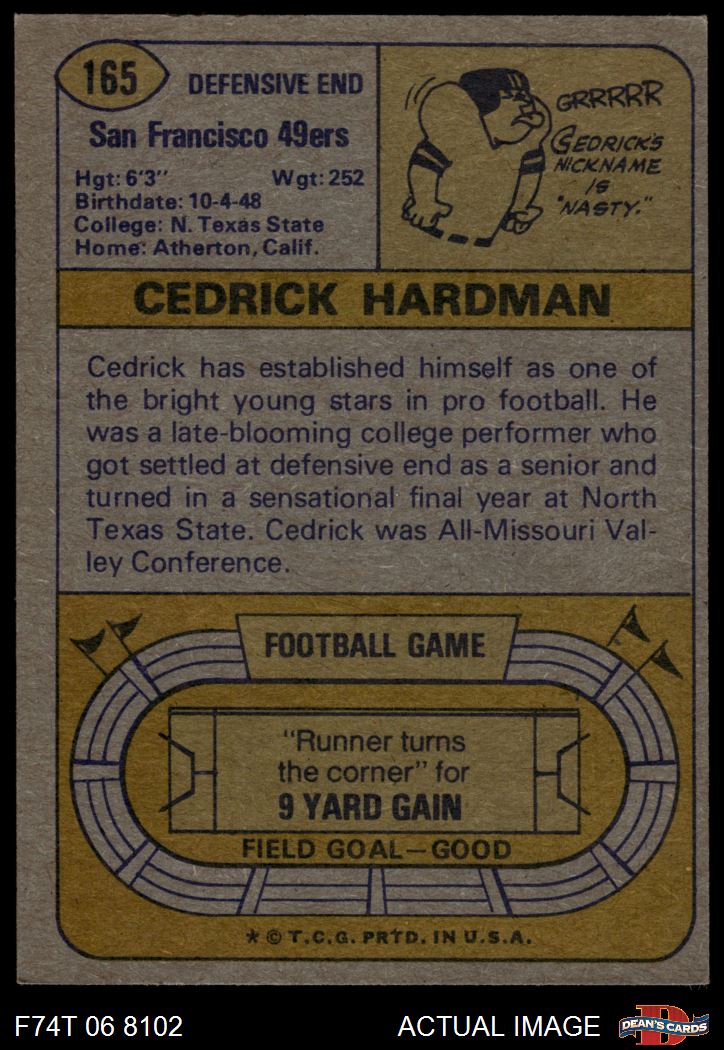 165
DEFENSIVE END
San Francisco 49ers
Hgt: 6'3" Wgt: 252
Birthdate: 10-4-48
College: N. Texas State
Home: Atherton, Calif.
GRRRRR
CEDRICK'S
NICKNAME
IS
"NASTY."
CEDRICK HARDMAN
Cedrick has established himself as one of
the bright young stars in pro football. He
was a late-blooming college performer who
got settled at defensive end as a senior and
turned in a sensational final year at North
Texas State. Cedrick was All-Missouri Val-
ley Conference.
FOOTBALL GAME
"Runner turns
the corner" for
9 YARD GAIN
FIELD GOAL—GOOD
* © T.C.G. PRTD. IN U.S.A.
F74T 06 8102
ACTUAL IMAGE
D
DEAN'S CARDS